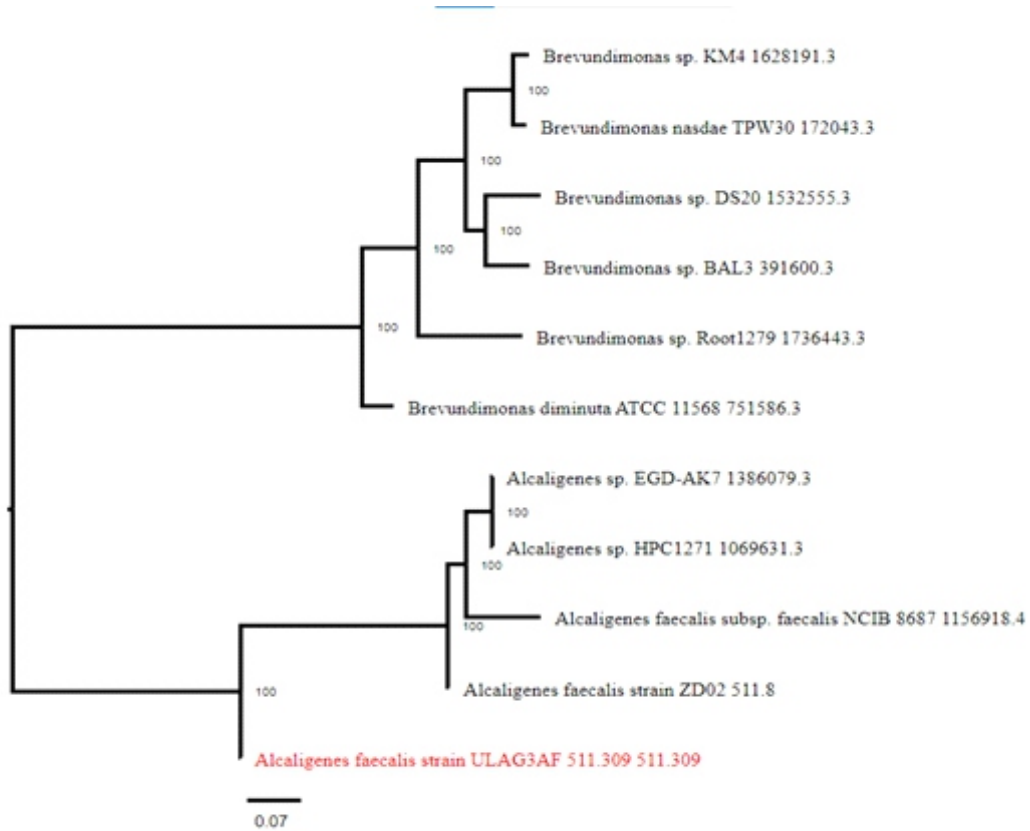 Brevundimonas sp. KM4 1628191.3
100
Brevundimonas nasdae TPW30 172043.3
100
Brevundimonas sp. DS20 1532555.3
100
100
Brevundimonas sp. BAL3 391600.3
100
Brevundimonas sp. Root1279 1736443.3
Brevundimonas diminuta ATCC 11568 751586.3
Alcaligenes sp. EGD-AK7 1386079.3
100
Alcaligenes sp. HPC1271 1069631.3
100
Alcaligenes faecalis subsp. faecalis NCIB 8687 1156918.4
100
Alcaligenes faecalis strain ZD02 511.8
100
Alcaligenes faecalis strain ULAG3AF 511.309 511.309
0.07